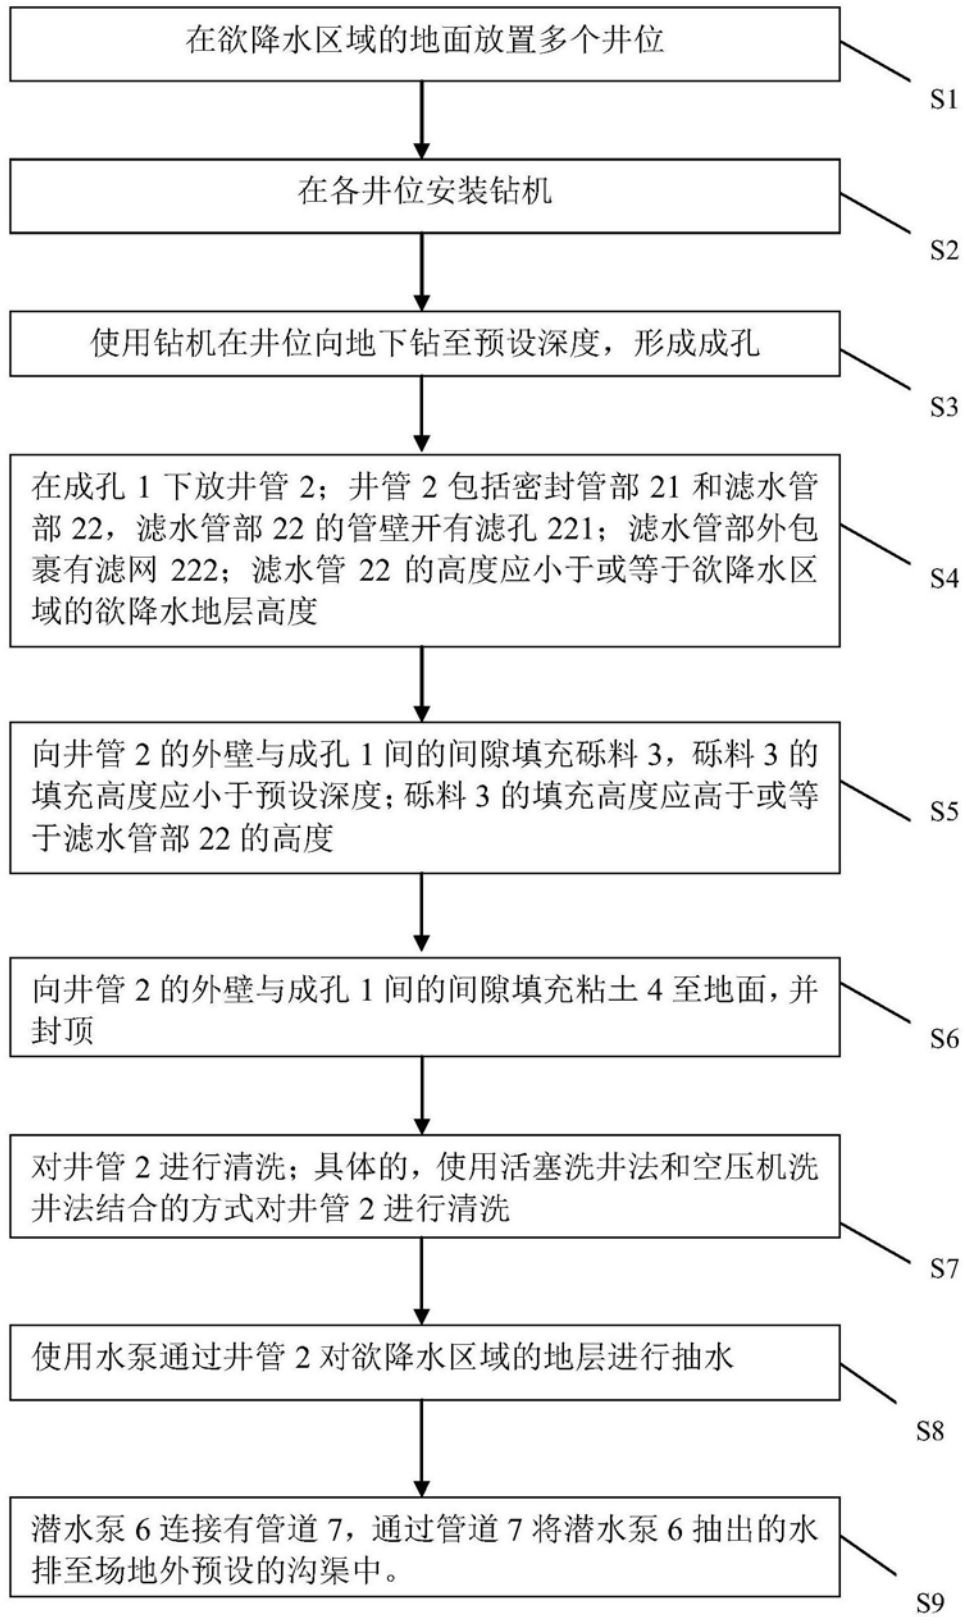 在欲降水区域的地面放置多个井位
S1
在各井位安装钻机
S2
使用钻机在井位向地下钻至预设深度，形成成孔
S3
在成孔 1 下放井管 2；井管 2 包括密封管部 21 和滤水管
部 22，滤水管部 22 的管壁开有滤孔 221；滤水管部外包
裹有滤网 222；滤水管 22 的高度应小于或等于欲降水区
域的欲降水地层高度
S4
向井管 2 的外壁与成孔 1 间的间隙填充砾料 3，砾料 3 的
填充高度应小于预设深度；砾料 3 的填充高度应高于或等
于滤水管部 22 的高度
S5
向井管 2 的外壁与成孔 1 间的间隙填充粘土 4 至地面，并
封顶
S6
对井管 2 进行清洗；具体的，使用活塞洗井法和空压机洗
井法结合的方式对井管 2 进行清洗
S7
使用水泵通过井管 2 对欲降水区域的地层进行抽水
S8
潜水泵 6 连接有管道 7，通过管道 7 将潜水泵 6 抽出的水
排至场地外预设的沟渠中。
S9